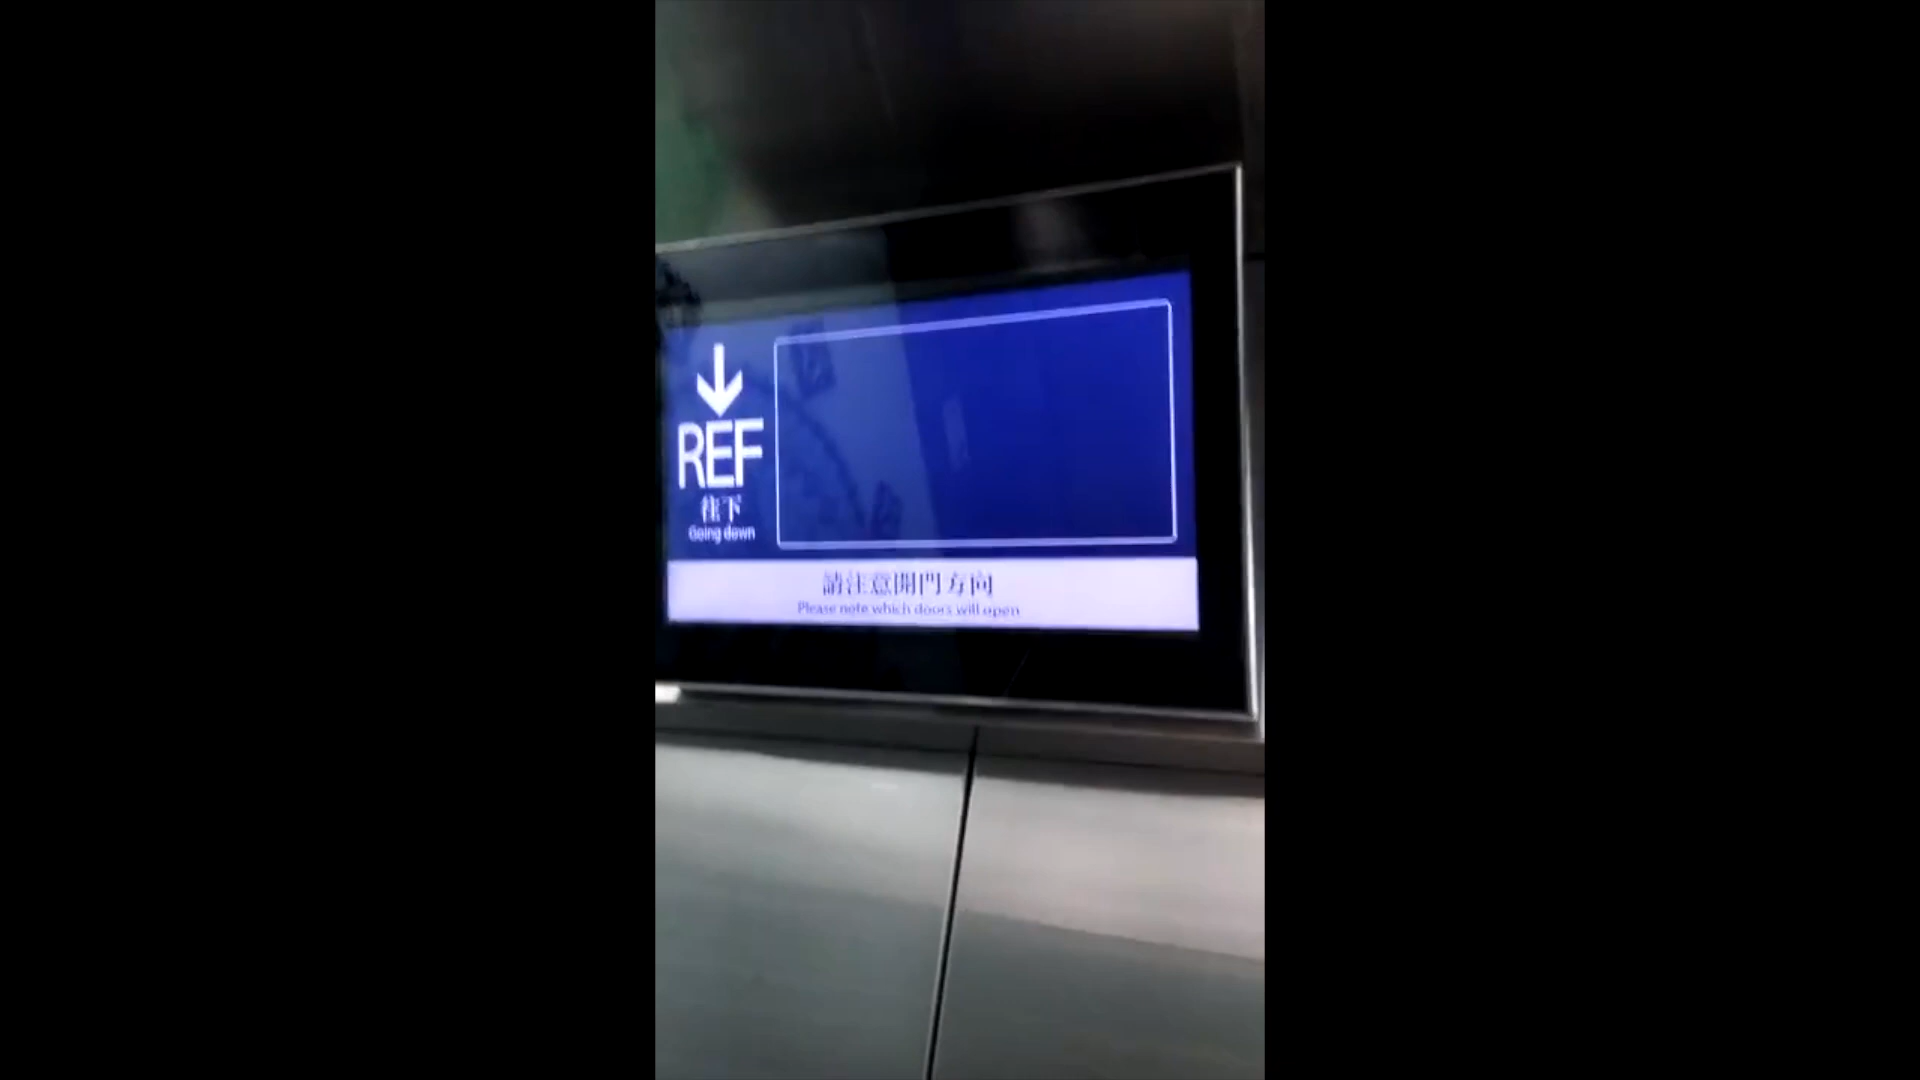 REF
往下
Going down
請注意開門方向
Please note which doors will open